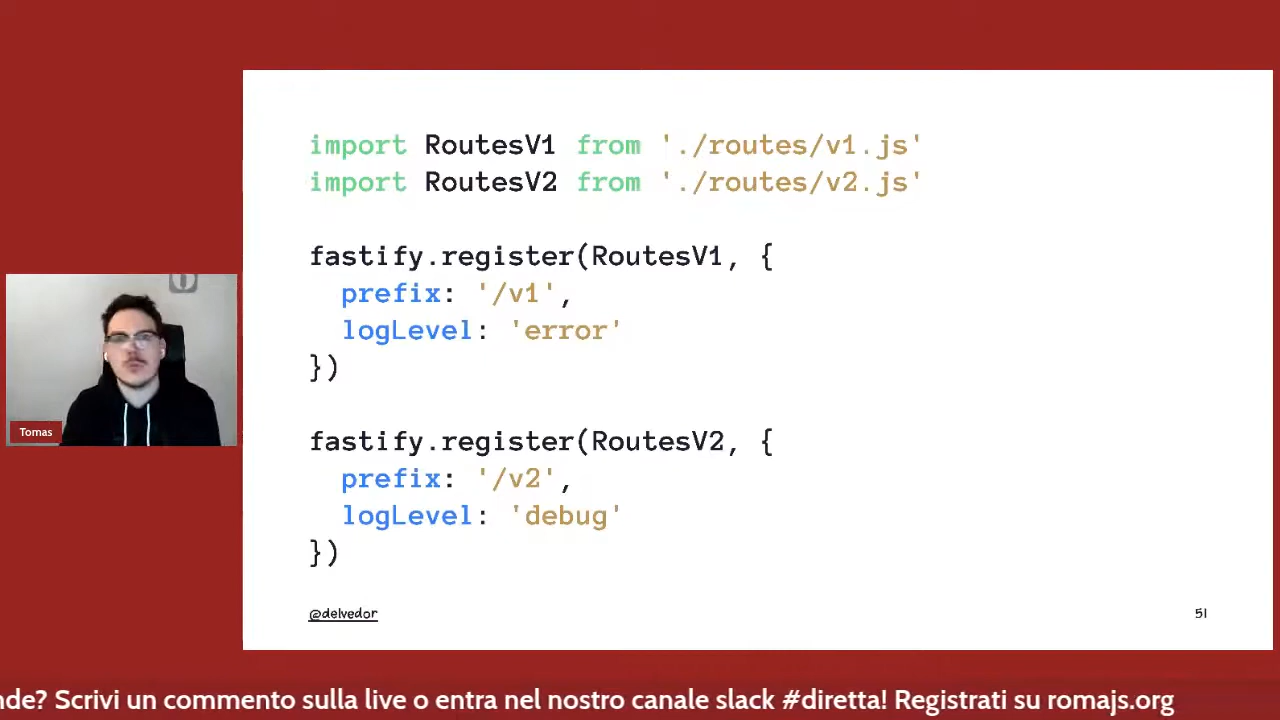 import RoutesV1 from './routes/v1.js'
import RoutesV2 from './routes/v2.js'
fastify.register(RoutesV1, {
prefix: '/v1',
logLevel: 'error'
})
fastify.register(RoutesV2, {
prefix: '/v2',
logLevel: 'debug'
})
@delvedor
51
Tomas
nde? Scrivi un commento sulla live o entra nel nostro canale slack #diretta! Registrati su romajs.org